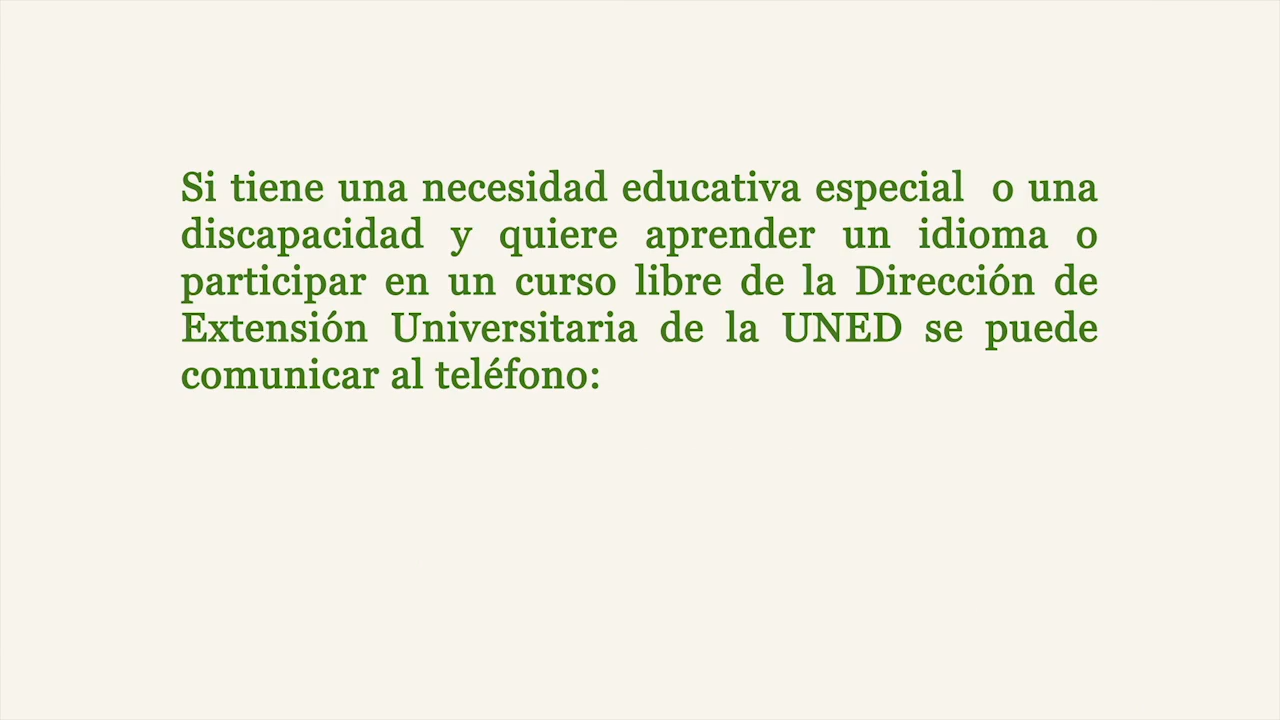 Si tiene una necesidad educativa especial  o una
discapacidad y quiere aprender un idioma o
participar en un curso libre de la Dirección de
Extensión Universitaria de la UNED se puede
comunicar al teléfono: